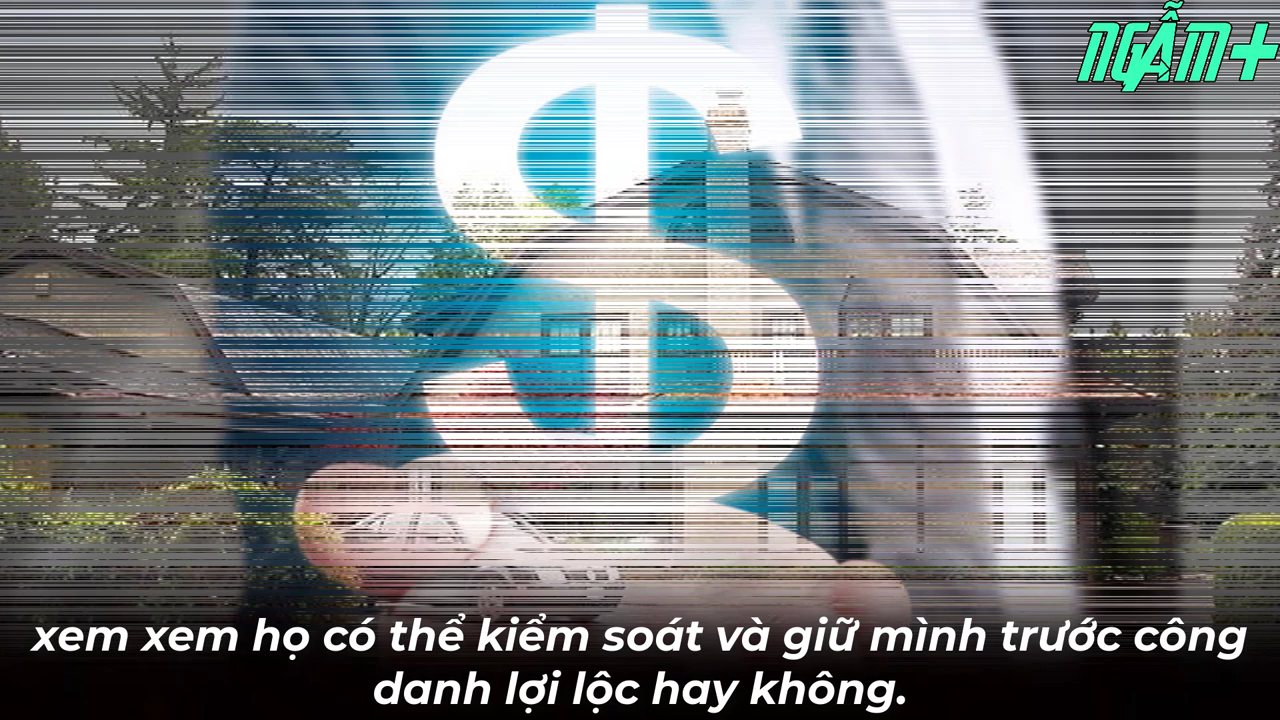 NGẪM+
xem xem họ có thể kiểm soát và giữ mình trước công
danh lợi lộc hay không.